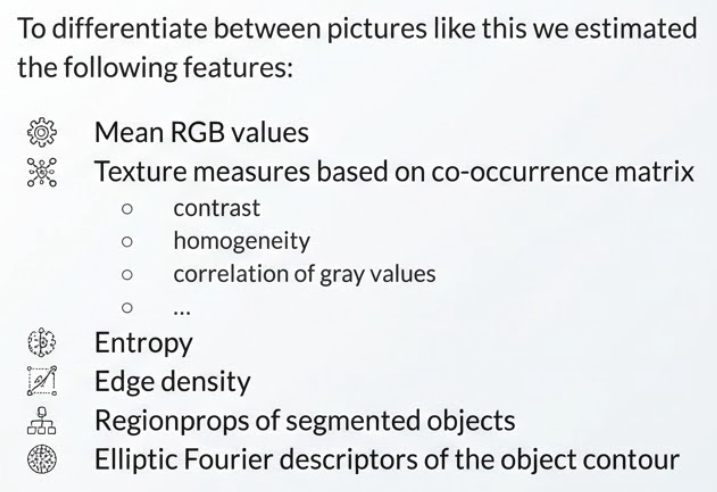 To differentiate between pictures like this we estimated
the following features:
Mean RGB values
Texture measures based on co-occurrence matrix
○ contrast
○ homogeneity
○ correlation of gray values
○ ...
Entropy
Edge density
Regionprops of segmented objects
Elliptic Fourier descriptors of the object contour